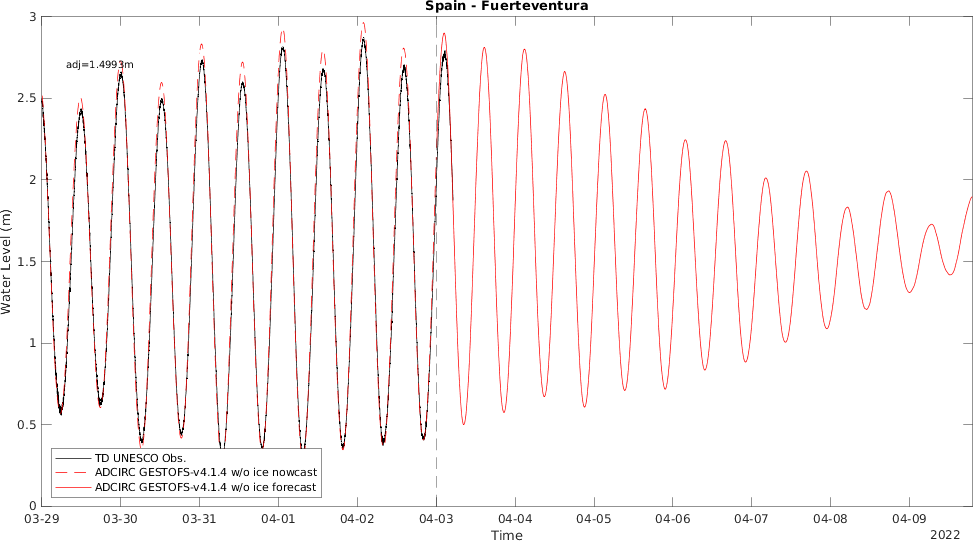 Spain - Fuerteventura
adj=1.4993m
Water Level (m)
3
2.5
2
1.5
1
0.5
0
TD UNESCO Obs.
ADCIRC GESTOFS-v4.1.4 w/o ice nowcast
ADCIRC GESTOFS-v4.1.4 w/o ice forecast
03-29 03-30 03-31 04-01 04-02 04-03 04-04 04-05 04-06 04-07 04-08 04-09
Time
2022